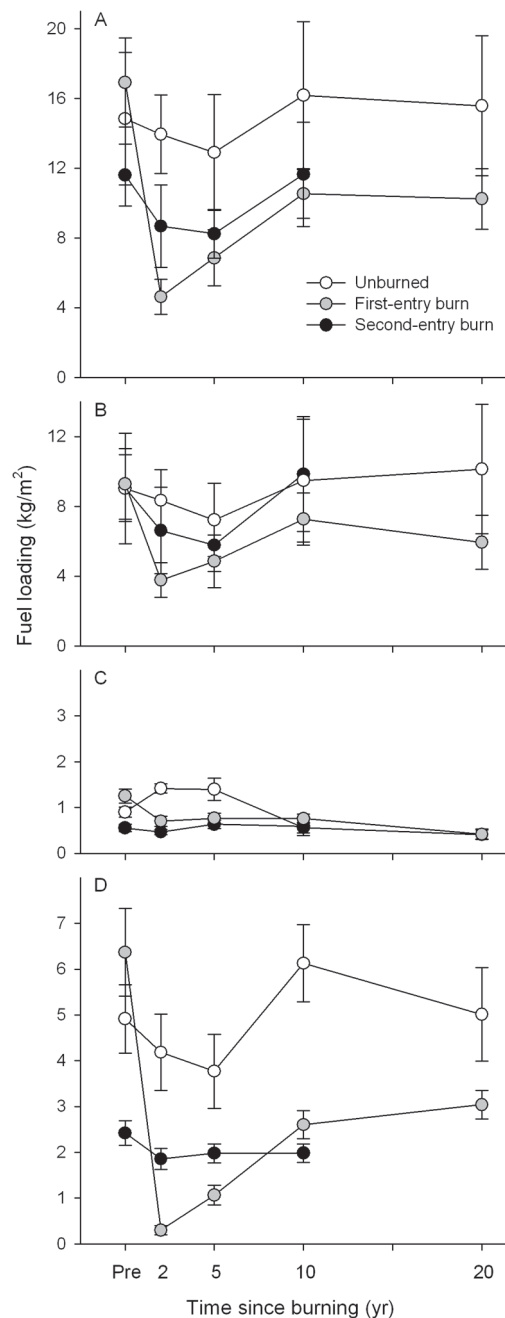 A
20
16
12
8
4
0
Unburned
First-entry burn
Second-entry burn
B
12
8
4
0
Fuel loading (kg/m²)
C
3
2
1
0
D
7
6
5
4
3
2
1
0
Pre 2 5 10 20
Time since burning (yr)